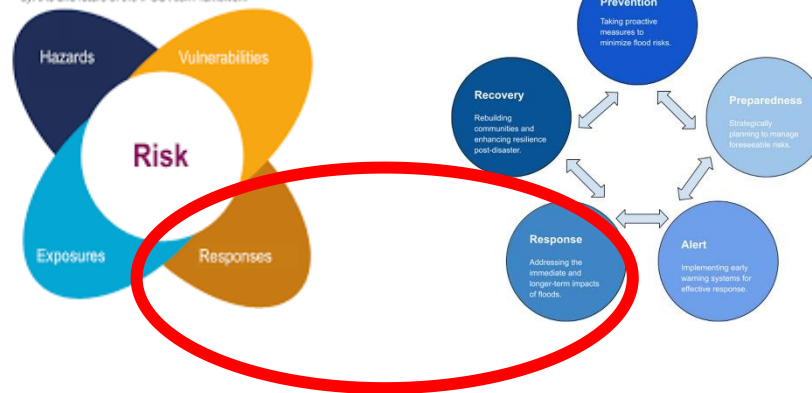 Hazards
Vulnerabilities
Risk
Exposures
Responses
Prevention
Taking proactive
measures to
minimize flood risks.
Recovery
Rebuilding
communities and
enhancing resilience
post-disaster.
Preparedness
Strategically
planning to manage
foreseeable risks.
Response
Addressing the
immediate and
longer-term impacts
of floods.
Alert
Implementing early
warning systems for
effective response.